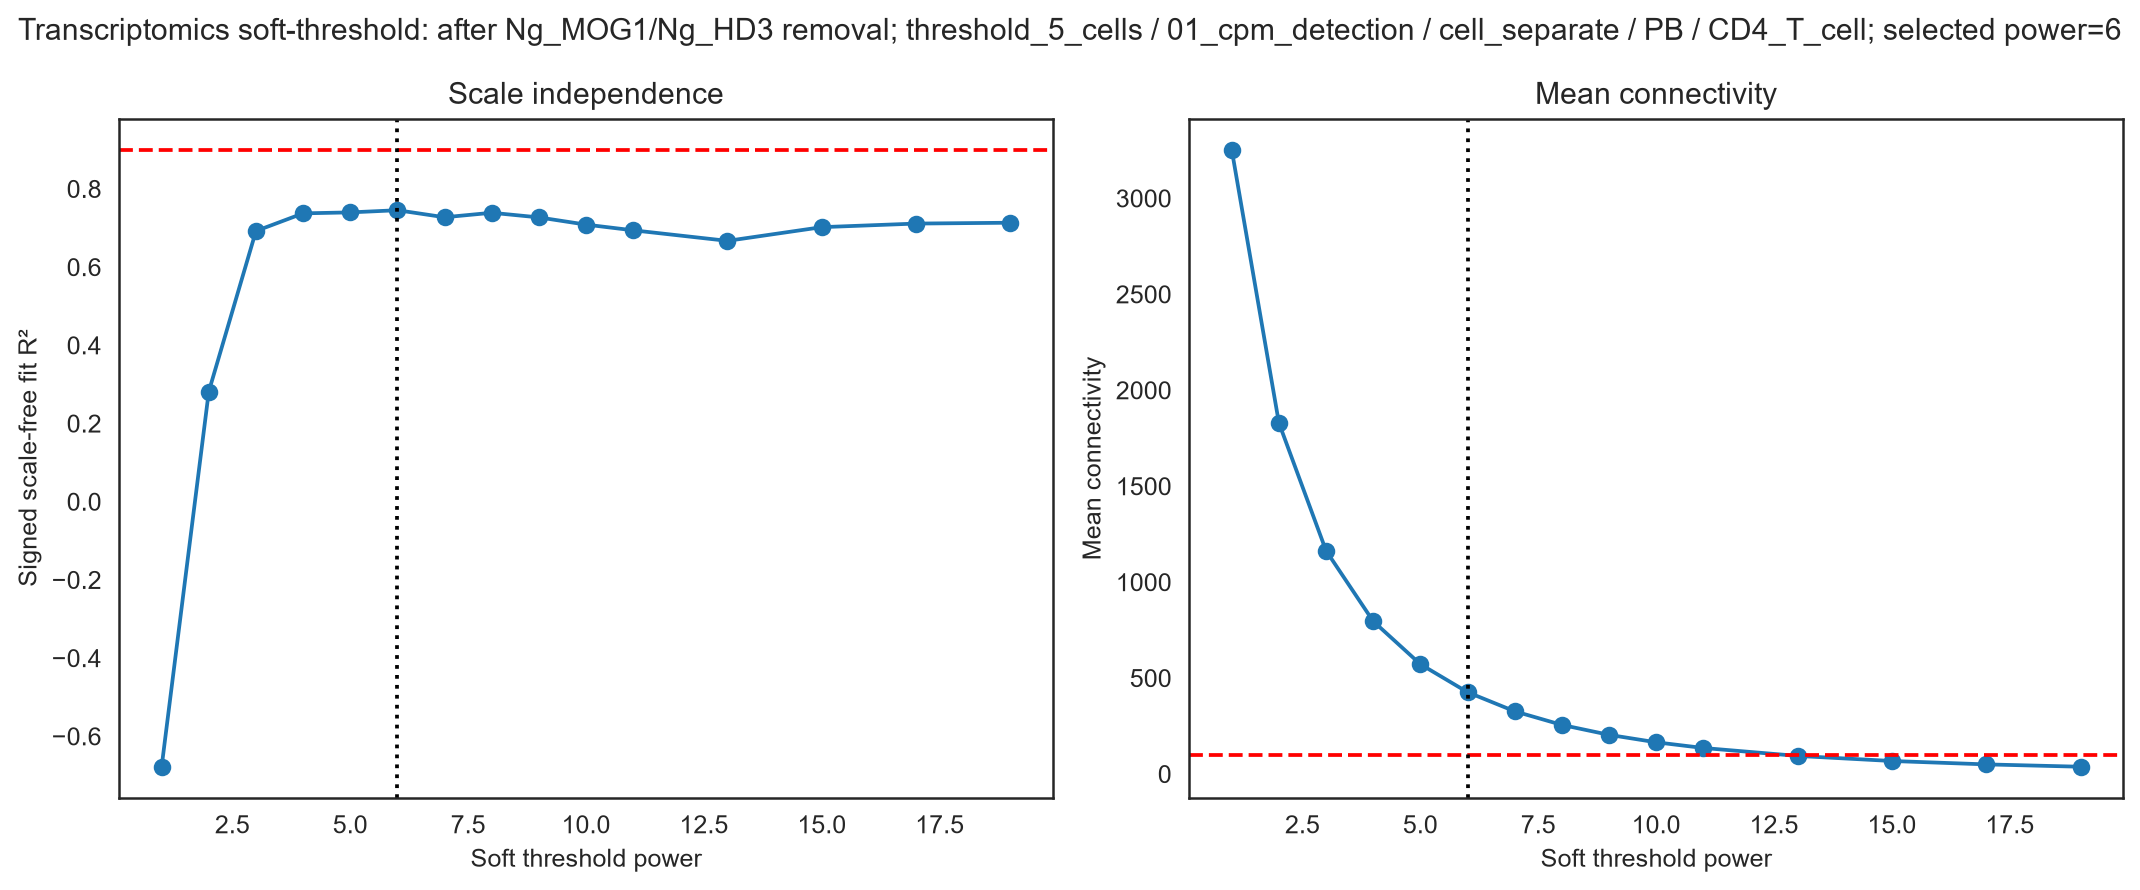 Transcriptomics soft-threshold: after Ng_MOG1/Ng_HD3 removal; threshold_5_cells / 01_cpm_detection / cell_separate / PB / CD4_T_cell; selected power=6
Scale independence
0.8
0.6
0.4
0.2
0.0
−0.2
−0.4
−0.6
Signed scale-free fit R²
2.5 5.0 7.5 10.0 12.5 15.0 17.5
Soft threshold power
Mean connectivity
3000
2500
2000
1500
1000
500
0
Mean connectivity
2.5 5.0 7.5 10.0 12.5 15.0 17.5
Soft threshold power